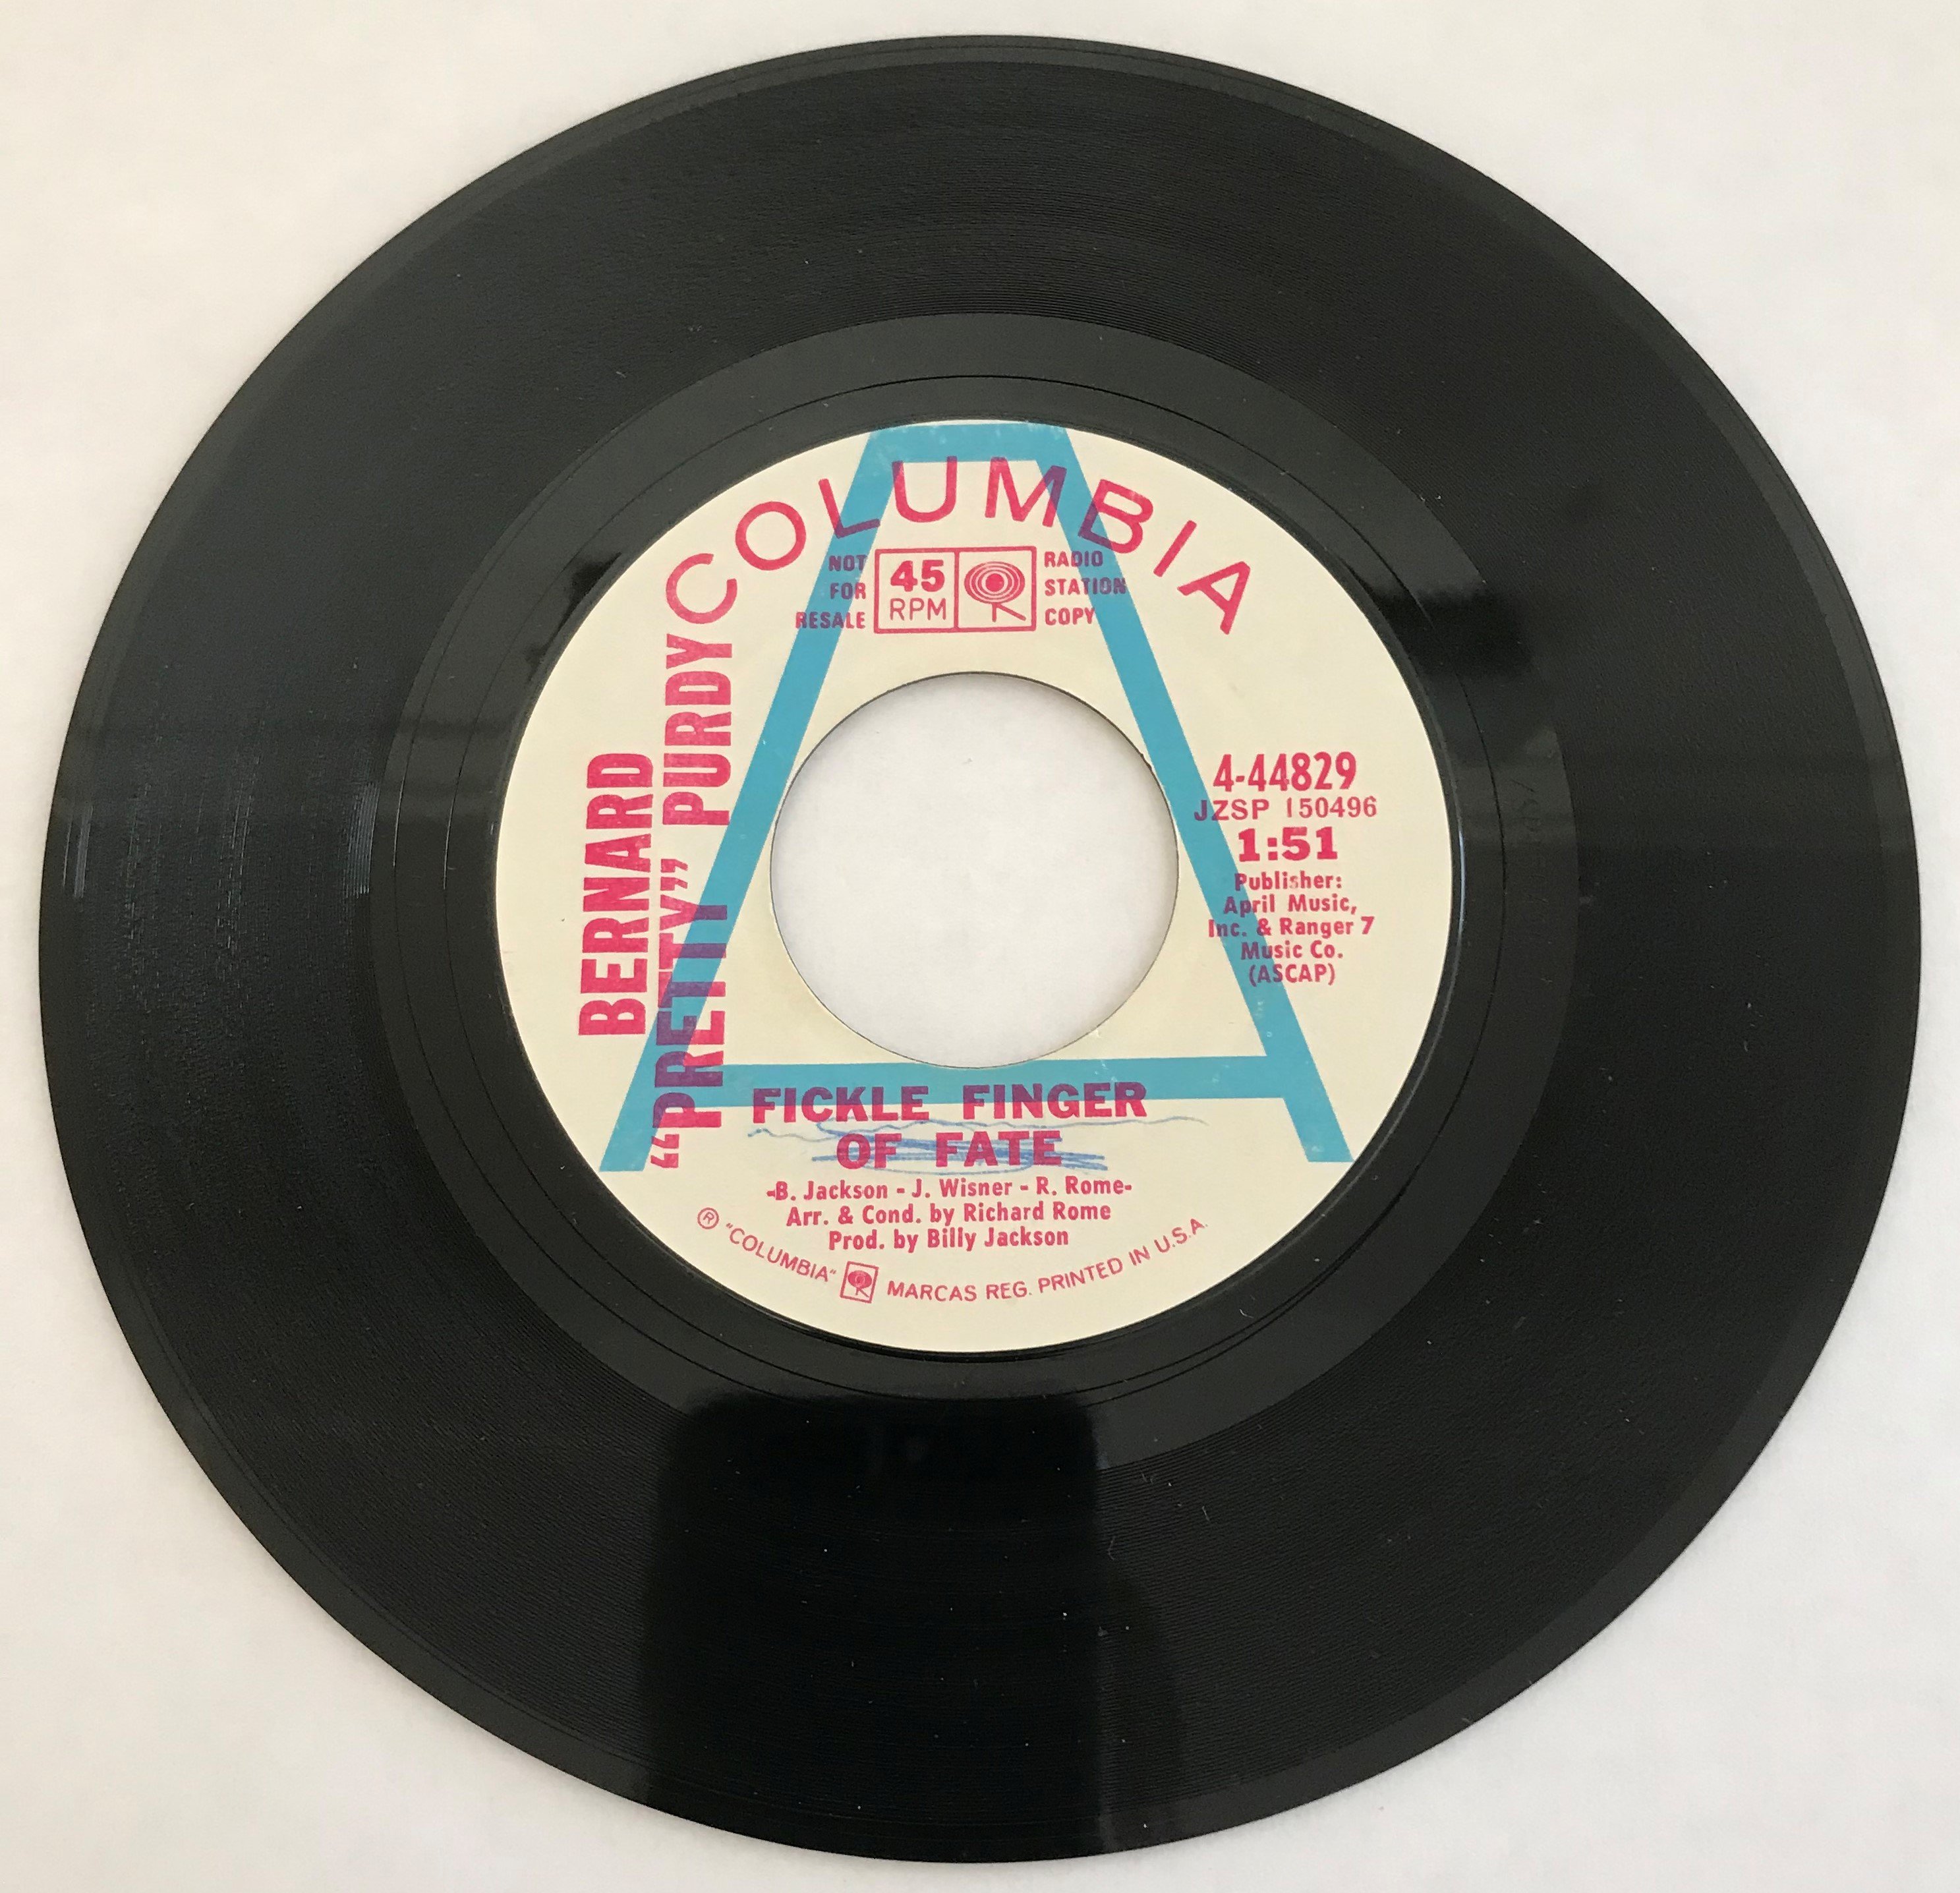 COLUMBIA
NOT
FOR
RESALE
45
RPM
RADIO
STATION
COPY
BERNARD
“PRETTY” PURDY
4-44829
JZSP 150496
1:51
Publisher:
April Music,
Inc. & Ranger 7
Music Co.
(ASCAP)
FICKLE FINGER
OF FATE
-B. Jackson - J. Wisner - R. Rome-
Arr. & Cond. by Richard Rome
Prod. by Billy Jackson
® "COLUMBIA" MARCAS REG. PRINTED IN U.S.A.
A